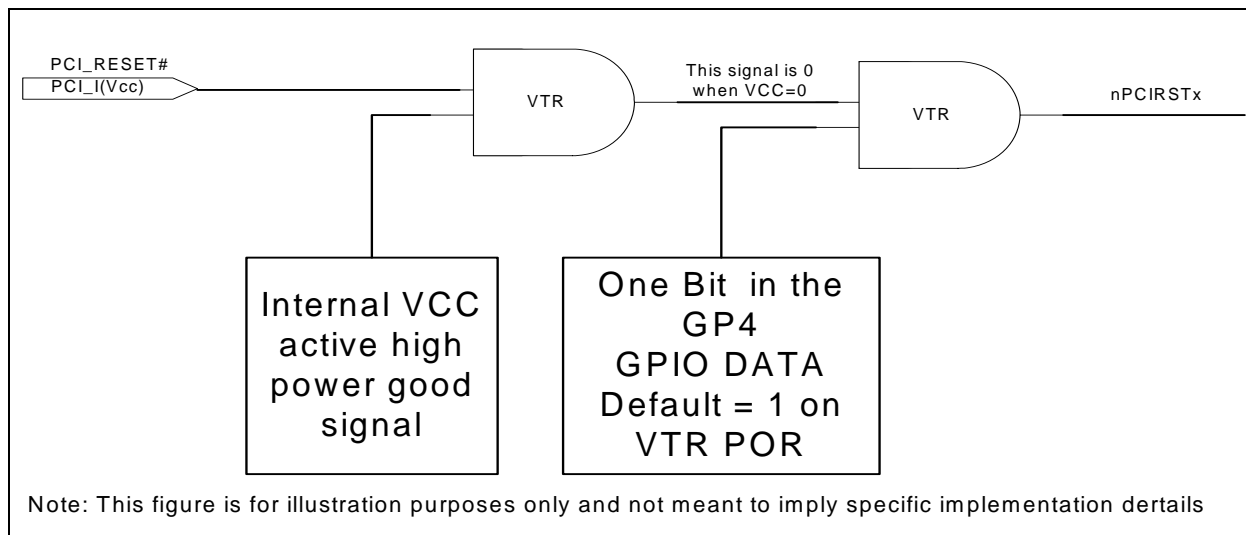 PCI_RESET#
PCI_I(Vcc)
VTR
This signal is 0
when VCC=0
VTR
nPCIRSTx
Internal VCC
active high
power good
signal
One Bit in the
GP4
GPIO DATA
Default = 1 on
VTR POR
Note: This figure is for illustration purposes only and not meant to imply specific implementation dertails